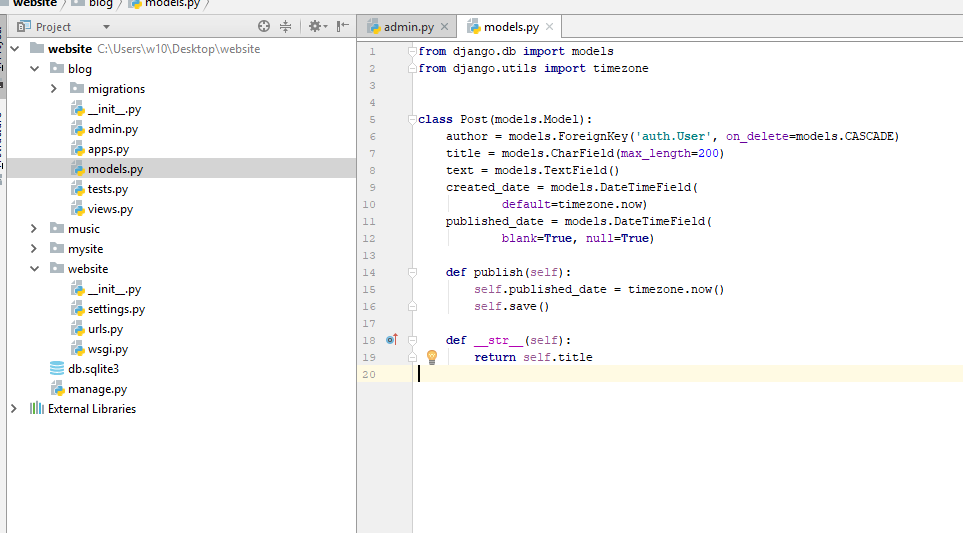 website blog models.py
Project
website C:\Users\w10\Desktop\website
blog
migrations
__init__.py
admin.py
apps.py
models.py
tests.py
views.py
music
mysite
website
__init__.py
settings.py
urls.py
wsgi.py
db.sqlite3
manage.py
External Libraries
admin.py models.py
1 from django.db import models
2 from django.utils import timezone
3
4
5 class Post(models.Model):
6 author = models.ForeignKey('auth.User', on_delete=models.CASCADE)
7 title = models.CharField(max_length=200)
8 text = models.TextField()
9 created_date = models.DateTimeField(
10 default=timezone.now)
11 published_date = models.DateTimeField(
12 blank=True, null=True)
13
14 def publish(self):
15 self.published_date = timezone.now()
16 self.save()
17
18 def __str__(self):
19 return self.title
20